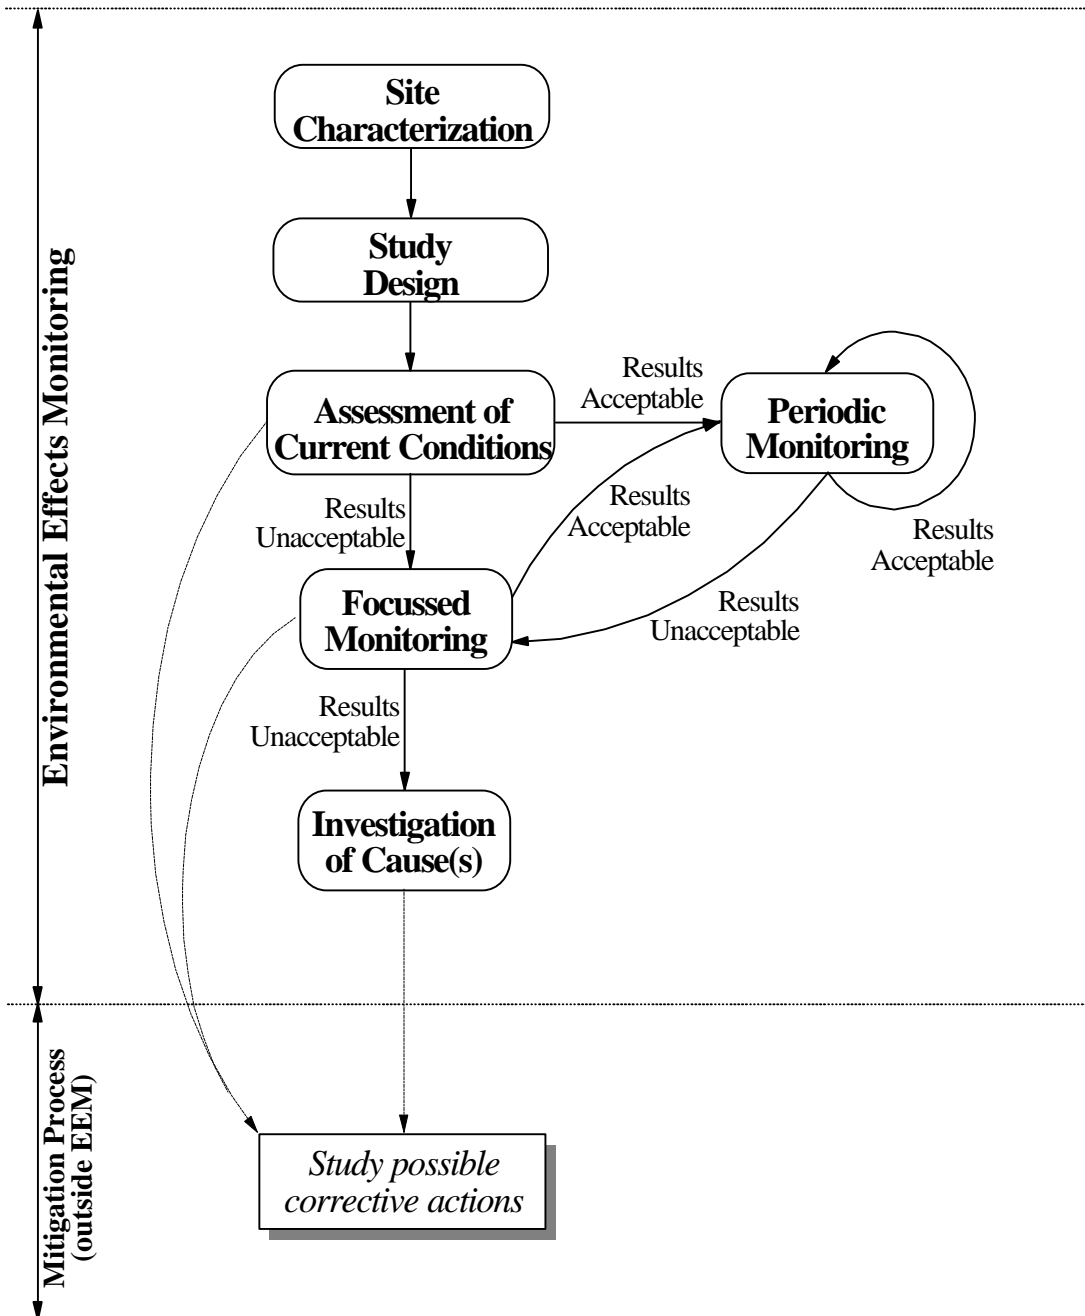 Environmental Effects Monitoring
Site
Characterization
Study
Design
Assessment of
Current Conditions
Results
Acceptable
Periodic
Monitoring
Results
Acceptable
Results
Acceptable
Results
Unacceptable
Results
Unacceptable
Focussed
Monitoring
Results
Unacceptable
Investigation
of Cause(s)
Mitigation Process
(outside EEM)
Study possible
corrective actions